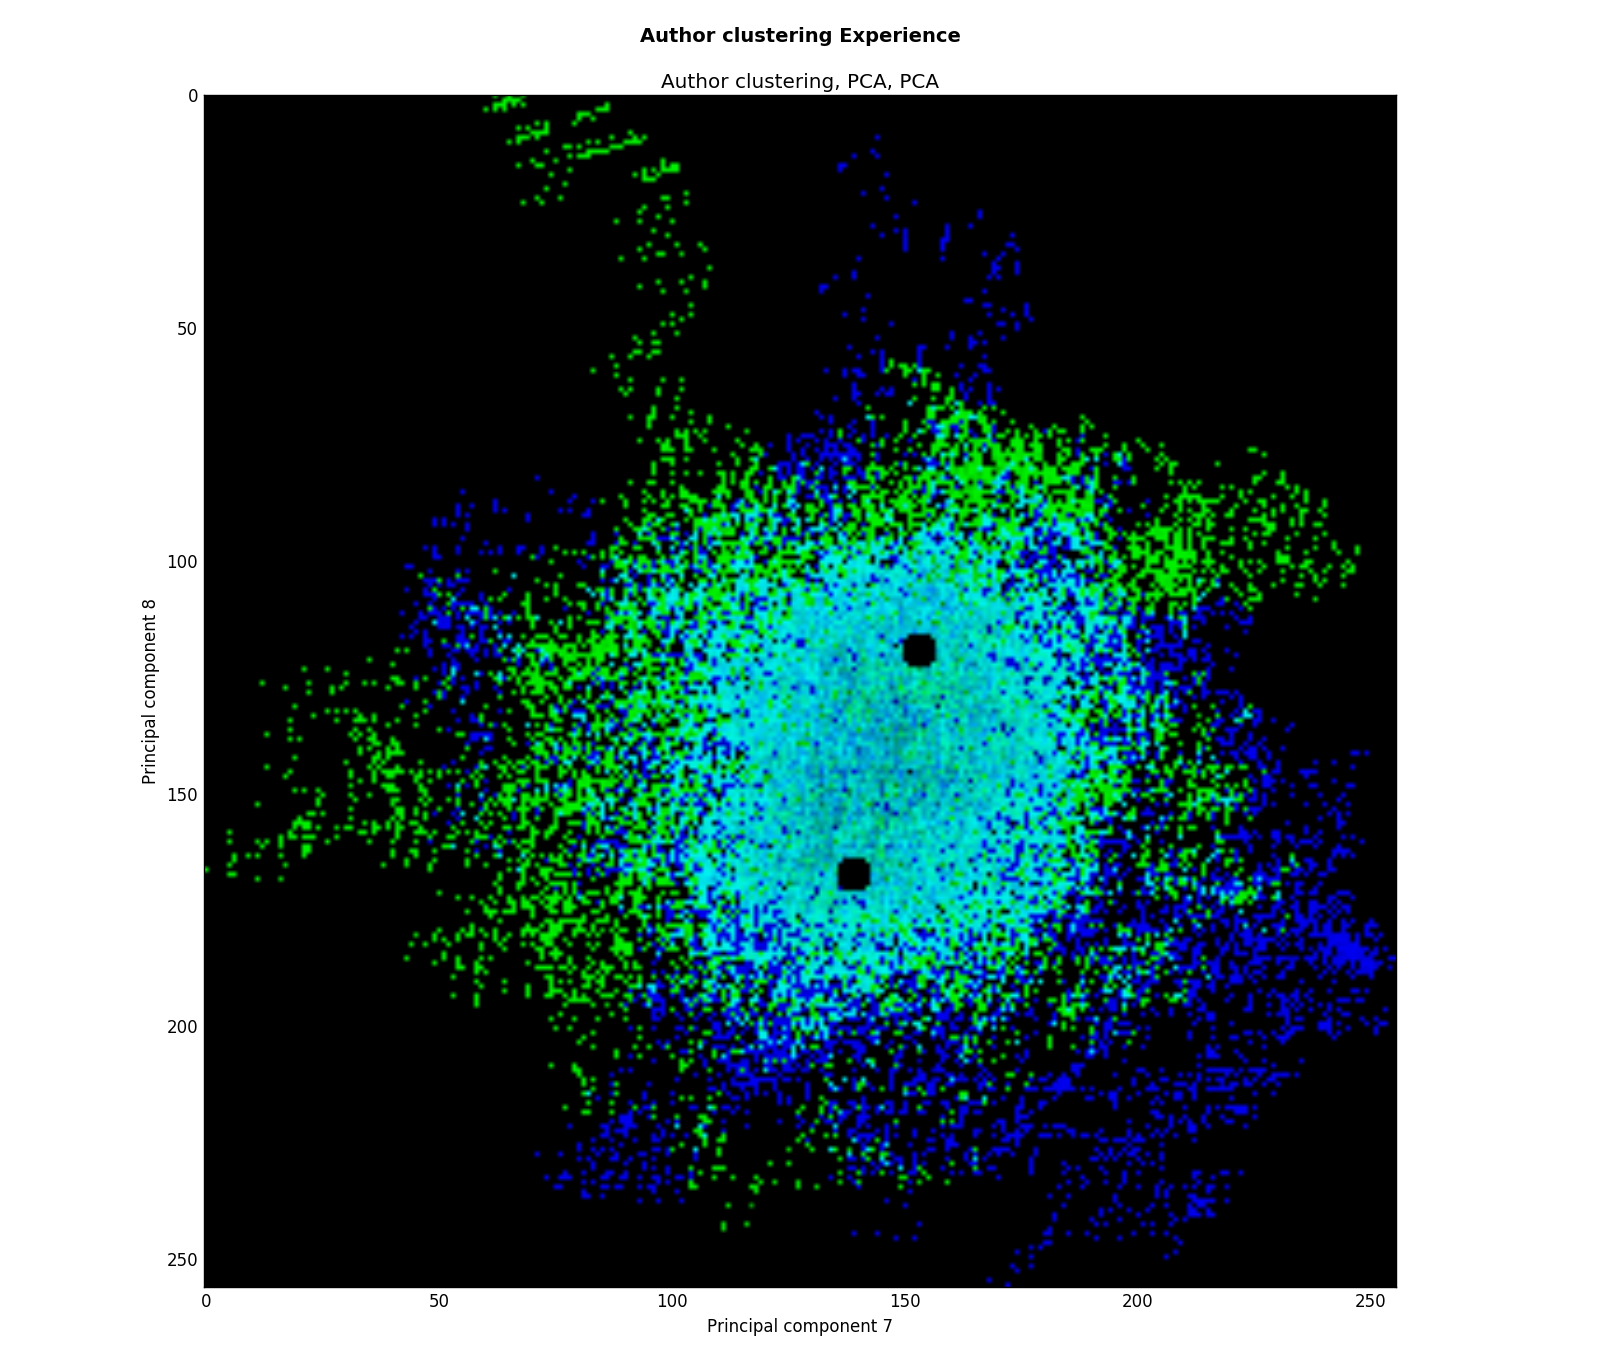 Author clustering Experience
Author clustering, PCA, PCA
0
50
100
150
200
250
Principal component 8
0 50 100 150 200 250
Principal component 7